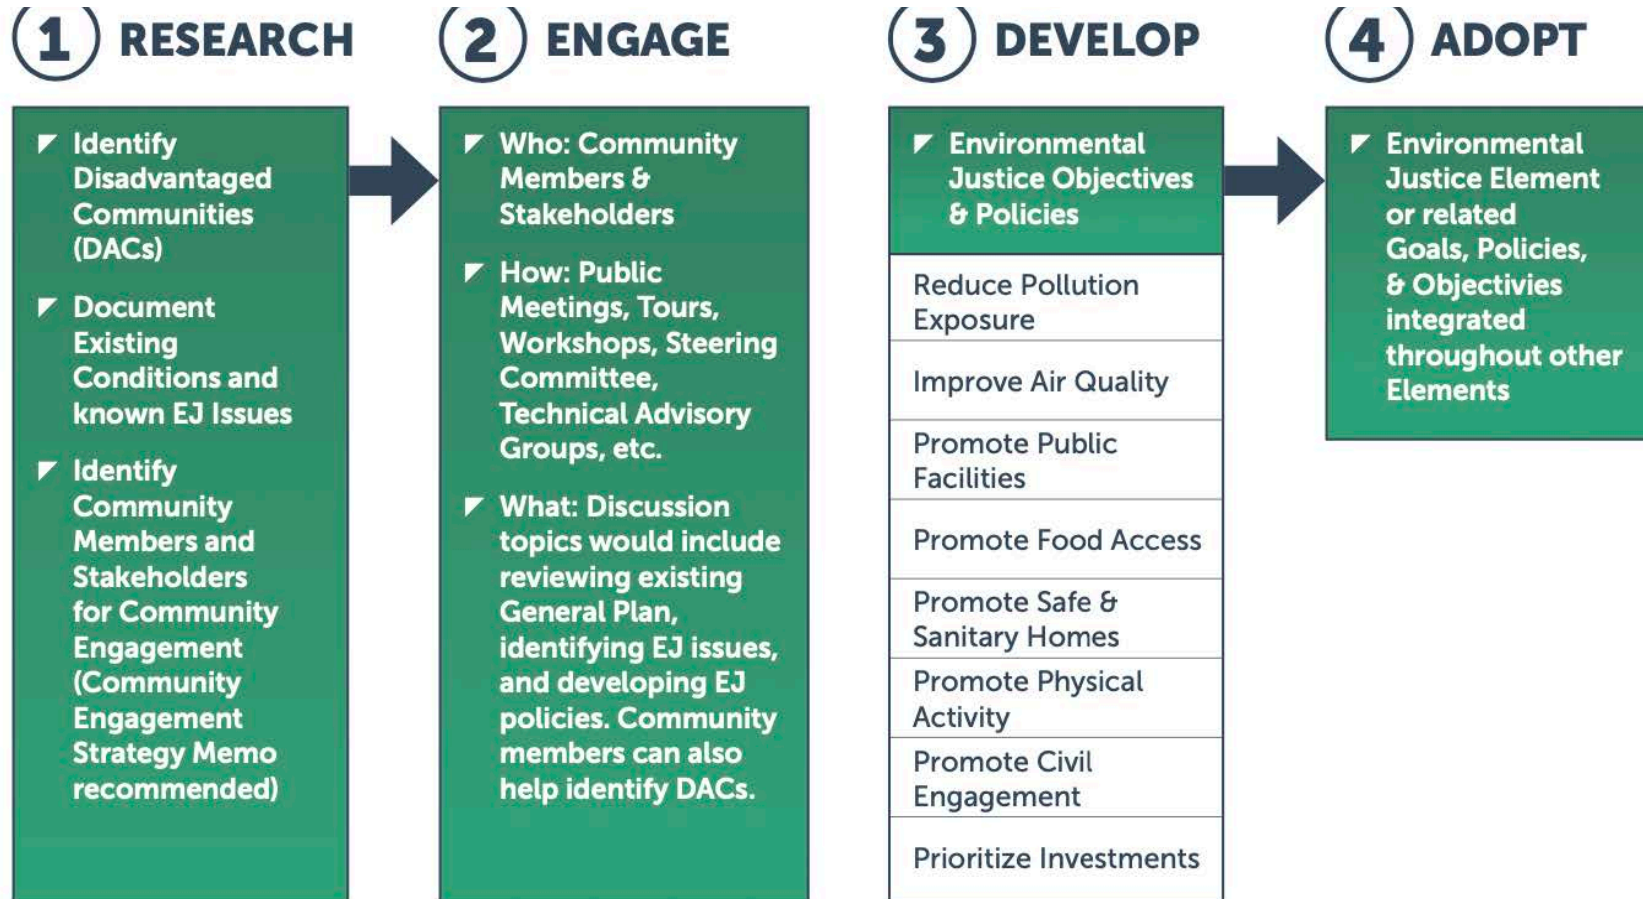 1 RESEARCH
Identify
Disadvantaged
Communities
(DACs)
Document
Existing
Conditions and
known EJ Issues
Identify
Community
Members and
Stakeholders
for Community
Engagement
(Community
Engagement
Strategy Memo
recommended)
2 ENGAGE
Who: Community
Members &
Stakeholders
How: Public
Meetings, Tours,
Workshops, Steering
Committee,
Technical Advisory
Groups, etc.
What: Discussion
topics would include
reviewing existing
General Plan,
identifying EJ issues,
and developing EJ
policies. Community
members can also
help identify DACs.
3 DEVELOP
Environmental
Justice Objectives
& Policies
Reduce Pollution
Exposure
Improve Air Quality
Promote Public
Facilities
Promote Food Access
Promote Safe &
Sanitary Homes
Promote Physical
Activity
Promote Civil
Engagement
Prioritize Investments
4 ADOPT
Environmental
Justice Element
or related
Goals, Policies,
& Objectivies
integrated
throughout other
Elements